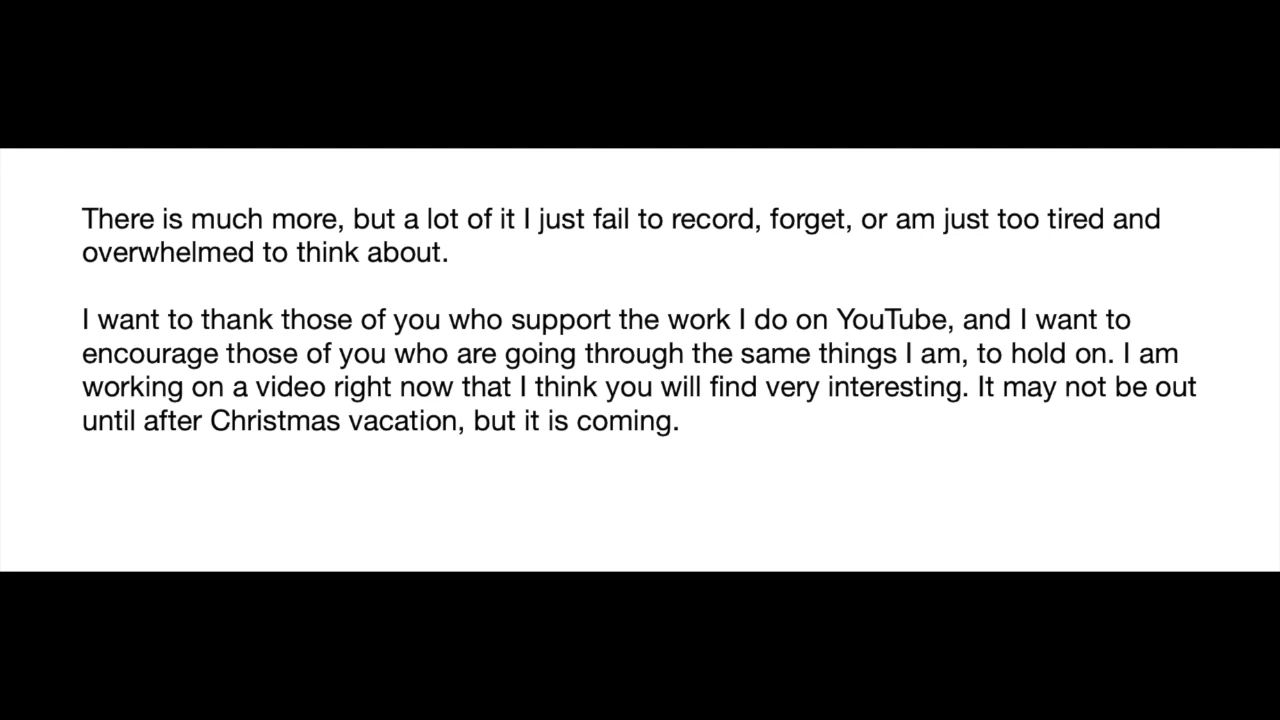 There is much more, but a lot of it I just fail to record, forget, or am just too tired and
overwhelmed to think about.
I want to thank those of you who support the work I do on YouTube, and I want to
encourage those of you who are going through the same things I am, to hold on. I am
working on a video right now that I think you will find very interesting. It may not be out
until after Christmas vacation, but it is coming.